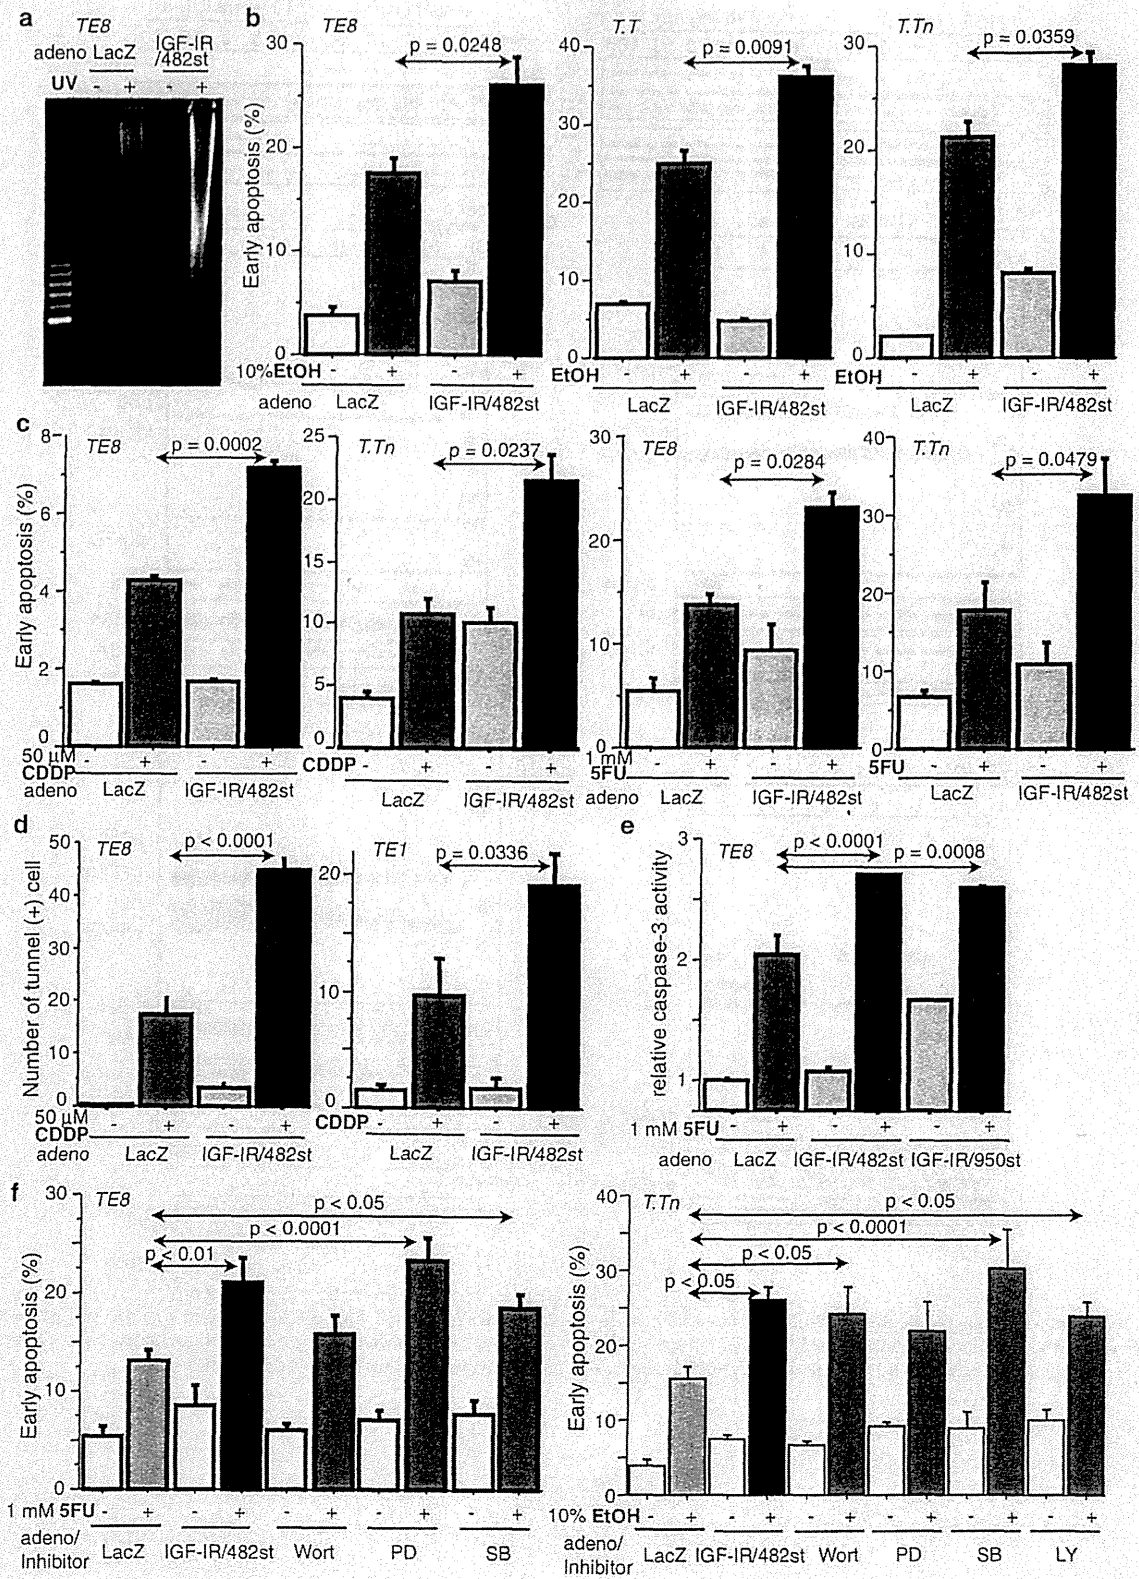 a
TE8
adeno LacZ
IGF-IR
/482st
UV - + - +
b
TE8
p = 0.0248
T.T
p = 0.0091
T.Tn
p = 0.0359
Early apoptosis (%)
30
20
10
0
40
30
20
10
0
30
20
10
0
10%EtOH - + - +
adeno LacZ IGF-IR/482st
EtOH - + - +
LacZ IGF-IR/482st
EtOH - + - +
LacZ IGF-IR/482st
c
TE8
p = 0.0002
T.Tn
p = 0.0237
TE8
p = 0.0284
T.Tn
p = 0.0479
Early apoptosis (%)
8
6
4
2
0
25
20
15
10
5
0
30
20
10
0
40
30
20
10
0
50 µM
CDDP - + - +
adeno LacZ IGF-IR/482st
CDDP - + - +
LacZ IGF-IR/482st
1 mM
5FU - + - +
adeno LacZ IGF-IR/482st
5FU - + - +
LacZ IGF-IR/482st
d
TE8
p < 0.0001
TE1
p = 0.0336
Number of tunnel (+) cell
50
40
30
20
10
0
20
10
0
50 µM
CDDP - + - +
adeno LacZ IGF-IR/482st
CDDP - + - +
LacZ IGF-IR/482st
e
TE8
p < 0.0001
p = 0.0008
relative caspase-3 activity
3
2
1
1 mM 5FU - + - + - +
adeno LacZ IGF-IR/482st IGF-IR/950st
f
TE8
p < 0.05
p < 0.0001
p < 0.01
Early apoptosis (%)
30
20
10
0
1 mM 5FU - + - + - + - + - +
adeno/
Inhibitor LacZ IGF-IR/482st Wort PD SB
T.Tn
p < 0.05
p < 0.0001
p < 0.05
p < 0.05
Early apoptosis (%)
40
30
20
10
0
10% EtOH - + - + - + - + - + - +
adeno/
Inhibitor LacZ IGF-IR/482st Wort PD SB LY